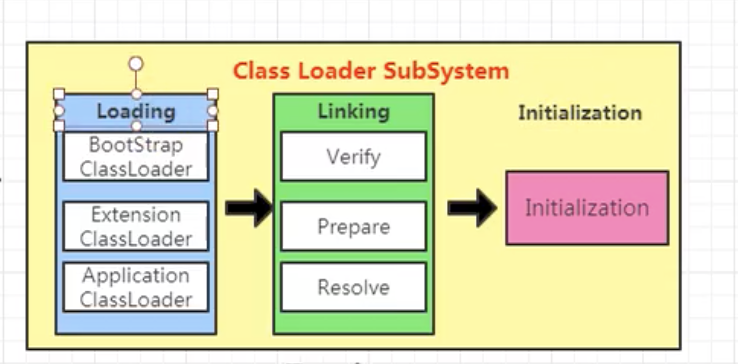 Class Loader SubSystem
Loading
BootStrap
ClassLoader
Extension
ClassLoader
Application
ClassLoader
Linking
Verify
Prepare
Resolve
Initialization
Initialization